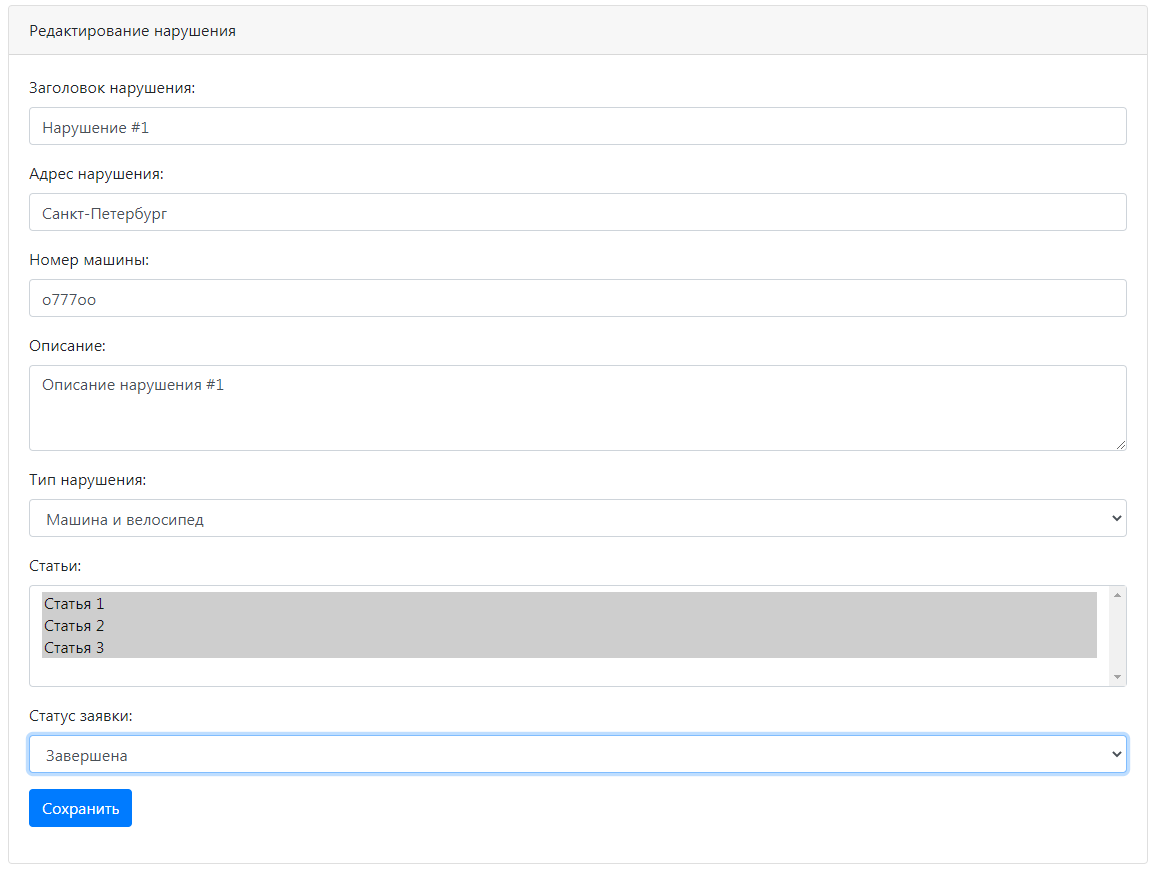 Редактирование нарушения
Заголовок нарушения:
Нарушение #1
Адрес нарушения:
Санкт-Петербург
Номер машины:
о777оо
Описание:
Описание нарушения #1
Тип нарушения:
Машина и велосипед
Статьи:
Статья 1
Статья 2
Статья 3
Статус заявки:
Завершена
Сохранить